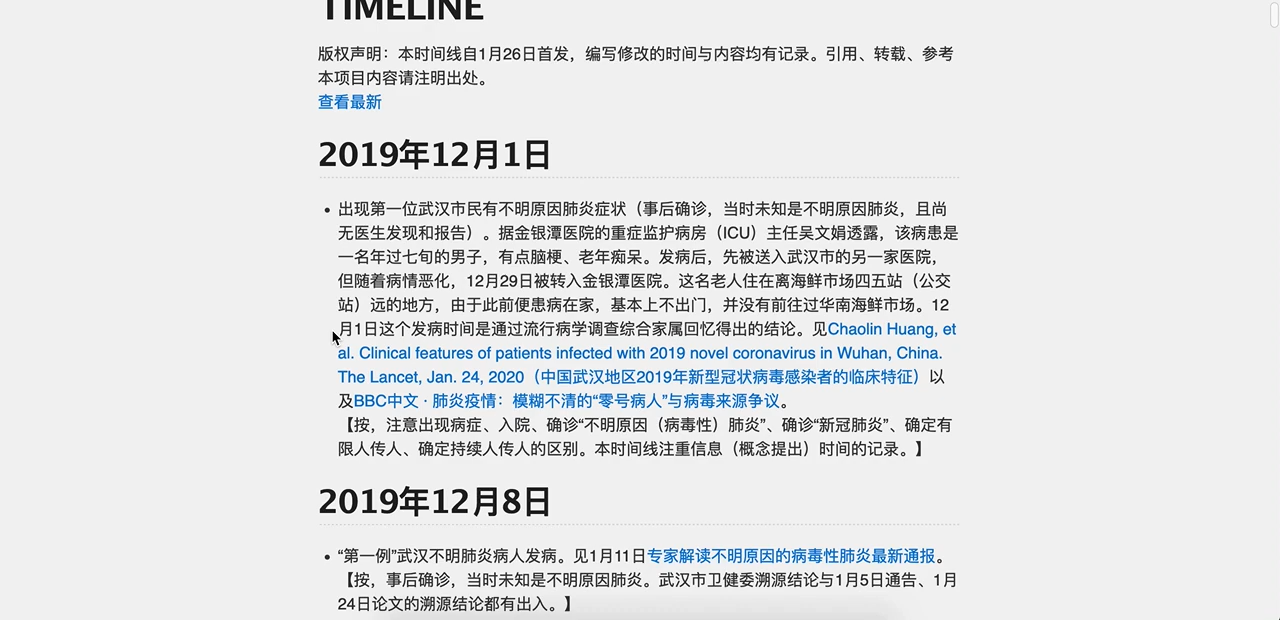 TIMELINE
版权声明：本时间线自1月26日首发，编写修改的时间与内容均有记录。引用、转载、参考
本项目内容请注明出处。
查看最新
2019年12月1日
出现第一位武汉市民有不明原因肺炎症状（事后确诊，当时未知是不明原因肺炎，且尚
无医生发现和报告）。据金银潭医院的重症监护病房（ICU）主任吴文娟透露，该病患是
一名年过七旬的男子，有点脑梗、老年痴呆。发病后，先被送入武汉市的另一家医院，
但随着病情恶化，12月29日被转入金银潭医院。这名老人住在离海鲜市场四五站（公交
站）远的地方，由于此前便患病在家，基本上不出门，并没有前往过华南海鲜市场。12
月1日这个发病时间是通过流行病学调查综合家属回忆得出的结论。见Chaolin Huang, et
al. Clinical features of patients infected with 2019 novel coronavirus in Wuhan, China.
The Lancet, Jan. 24, 2020（中国武汉地区2019年新型冠状病毒感染者的临床特征）以
及BBC中文 · 肺炎疫情：模糊不清的“零号病人”与病毒来源争议。
【按，注意出现病症、入院、确诊“不明原因（病毒性）肺炎”、确诊“新冠肺炎”、确定有
限人传人、确定持续人传人的区别。本时间线注重信息（概念提出）时间的记录。】
2019年12月8日
“第一例”武汉不明肺炎病人发病。见1月11日专家解读不明原因的病毒性肺炎最新通报。
【按，事后确诊，当时未知是不明原因肺炎。武汉市卫健委溯源结论与1月5日通告、1月
24日论文的溯源结论都有出入。】